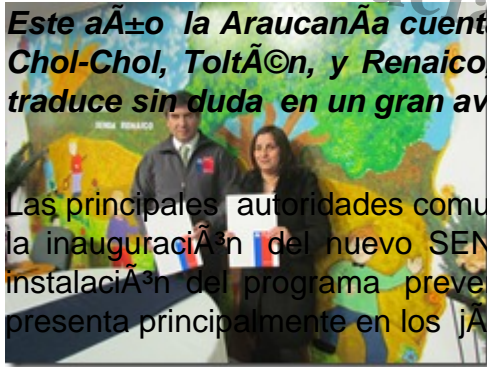 Este aÃ±o la AraucanÃ­a cuent
Chol-Chol, ToltÃ©n, y Renaico,
traduce sin duda en un gran av
SENDA RENAICO
Las principales autoridades comu
la inauguraciÃ³n del nuevo SEN
instalaciÃ³n del programa preve
presenta principalmente en los jÃ